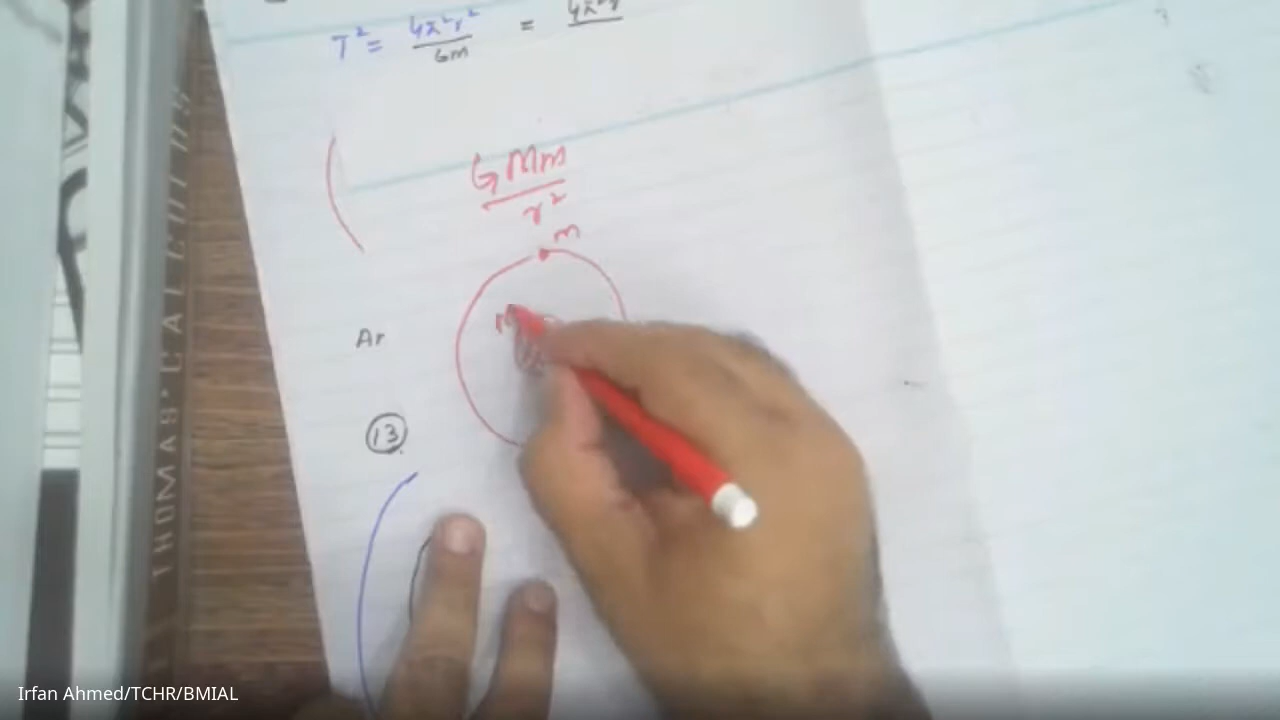 T² = 4π²r² / GM = 4π²r
GMm / r²
m
M
Ar
13
THOMAS' CALCULUS
Irfan Ahmed/TCHR/BMIAL